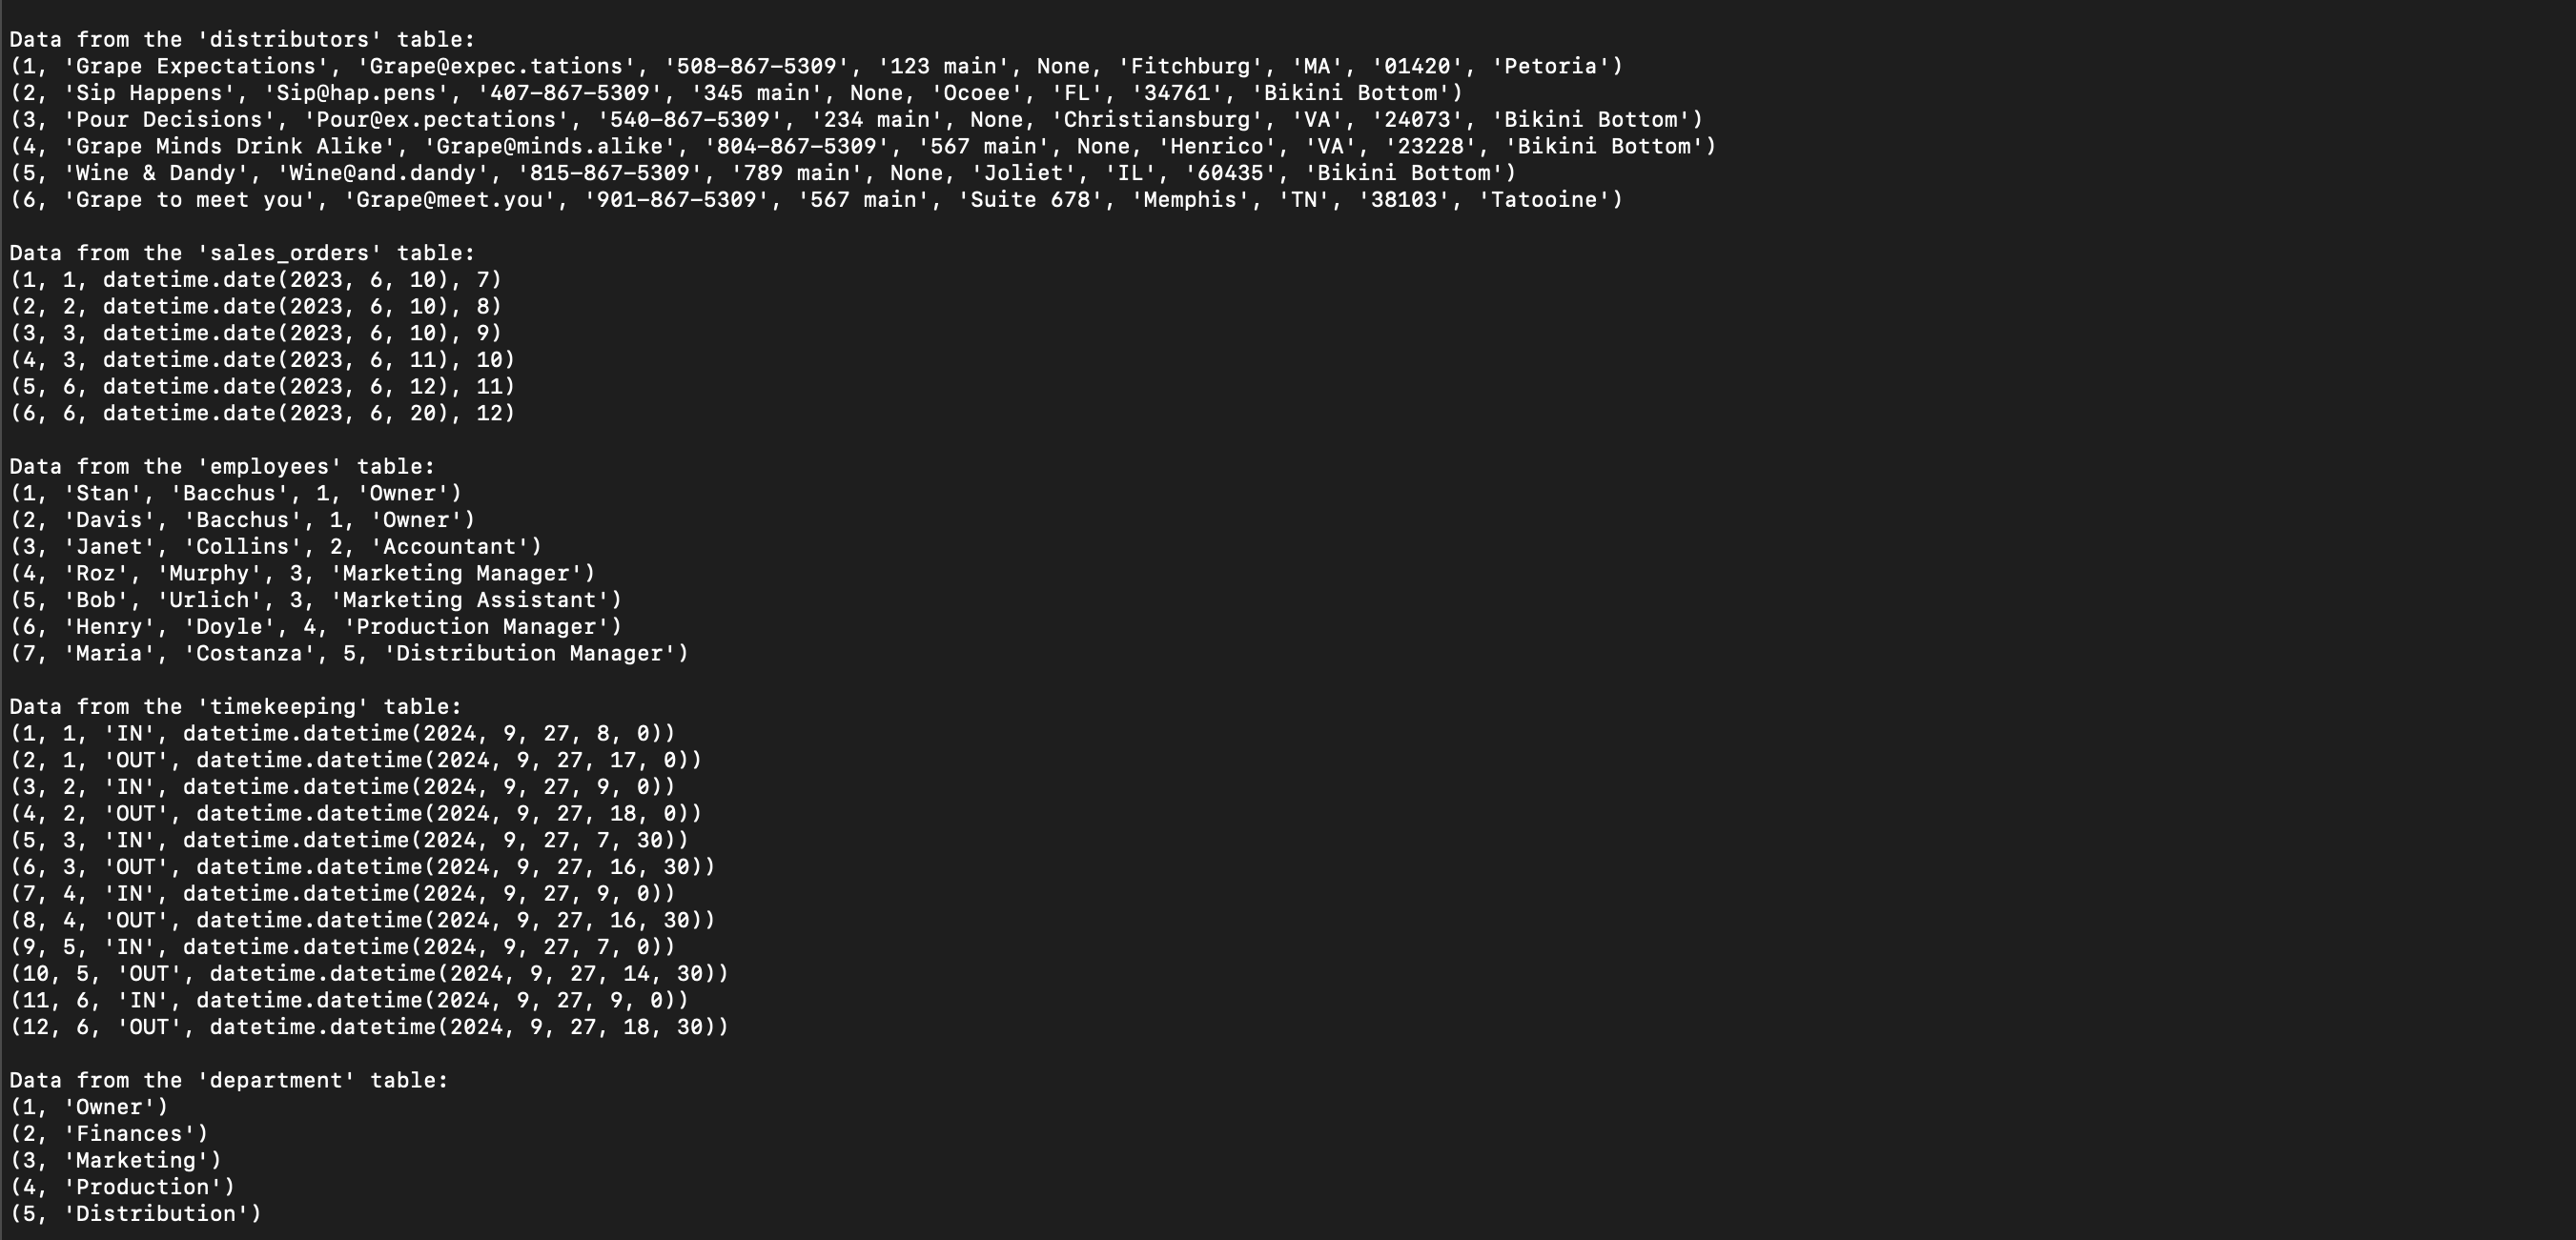 Data from the 'distributors' table:
(1, 'Grape Expectations', 'Grape@expec.tations', '508-867-5309', '123 main', None, 'Fitchburg', 'MA', '01420', 'Petoria')
(2, 'Sip Happens', 'Sip@hap.pens', '407-867-5309', '345 main', None, 'Ocoee', 'FL', '34761', 'Bikini Bottom')
(3, 'Pour Decisions', 'Pour@ex.pectations', '540-867-5309', '234 main', None, 'Christiansburg', 'VA', '24073', 'Bikini Bottom')
(4, 'Grape Minds Drink Alike', 'Grape@minds.alike', '804-867-5309', '567 main', None, 'Henrico', 'VA', '23228', 'Bikini Bottom')
(5, 'Wine & Dandy', 'Wine@and.dandy', '815-867-5309', '789 main', None, 'Joliet', 'IL', '60435', 'Bikini Bottom')
(6, 'Grape to meet you', 'Grape@meet.you', '901-867-5309', '567 main', 'Suite 678', 'Memphis', 'TN', '38103', 'Tatooine')
Data from the 'sales_orders' table:
(1, 1, datetime.date(2023, 6, 10), 7)
(2, 2, datetime.date(2023, 6, 10), 8)
(3, 3, datetime.date(2023, 6, 10), 9)
(4, 3, datetime.date(2023, 6, 11), 10)
(5, 6, datetime.date(2023, 6, 12), 11)
(6, 6, datetime.date(2023, 6, 20), 12)
Data from the 'employees' table:
(1, 'Stan', 'Bacchus', 1, 'Owner')
(2, 'Davis', 'Bacchus', 1, 'Owner')
(3, 'Janet', 'Collins', 2, 'Accountant')
(4, 'Roz', 'Murphy', 3, 'Marketing Manager')
(5, 'Bob', 'Urlich', 3, 'Marketing Assistant')
(6, 'Henry', 'Doyle', 4, 'Production Manager')
(7, 'Maria', 'Costanza', 5, 'Distribution Manager')
Data from the 'timekeeping' table:
(1, 1, 'IN', datetime.datetime(2024, 9, 27, 8, 0))
(2, 1, 'OUT', datetime.datetime(2024, 9, 27, 17, 0))
(3, 2, 'IN', datetime.datetime(2024, 9, 27, 9, 0))
(4, 2, 'OUT', datetime.datetime(2024, 9, 27, 18, 0))
(5, 3, 'IN', datetime.datetime(2024, 9, 27, 7, 30))
(6, 3, 'OUT', datetime.datetime(2024, 9, 27, 16, 30))
(7, 4, 'IN', datetime.datetime(2024, 9, 27, 9, 0))
(8, 4, 'OUT', datetime.datetime(2024, 9, 27, 16, 30))
(9, 5, 'IN', datetime.datetime(2024, 9, 27, 7, 0))
(10, 5, 'OUT', datetime.datetime(2024, 9, 27, 14, 30))
(11, 6, 'IN', datetime.datetime(2024, 9, 27, 9, 0))
(12, 6, 'OUT', datetime.datetime(2024, 9, 27, 18, 30))
Data from the 'department' table:
(1, 'Owner')
(2, 'Finances')
(3, 'Marketing')
(4, 'Production')
(5, 'Distribution')